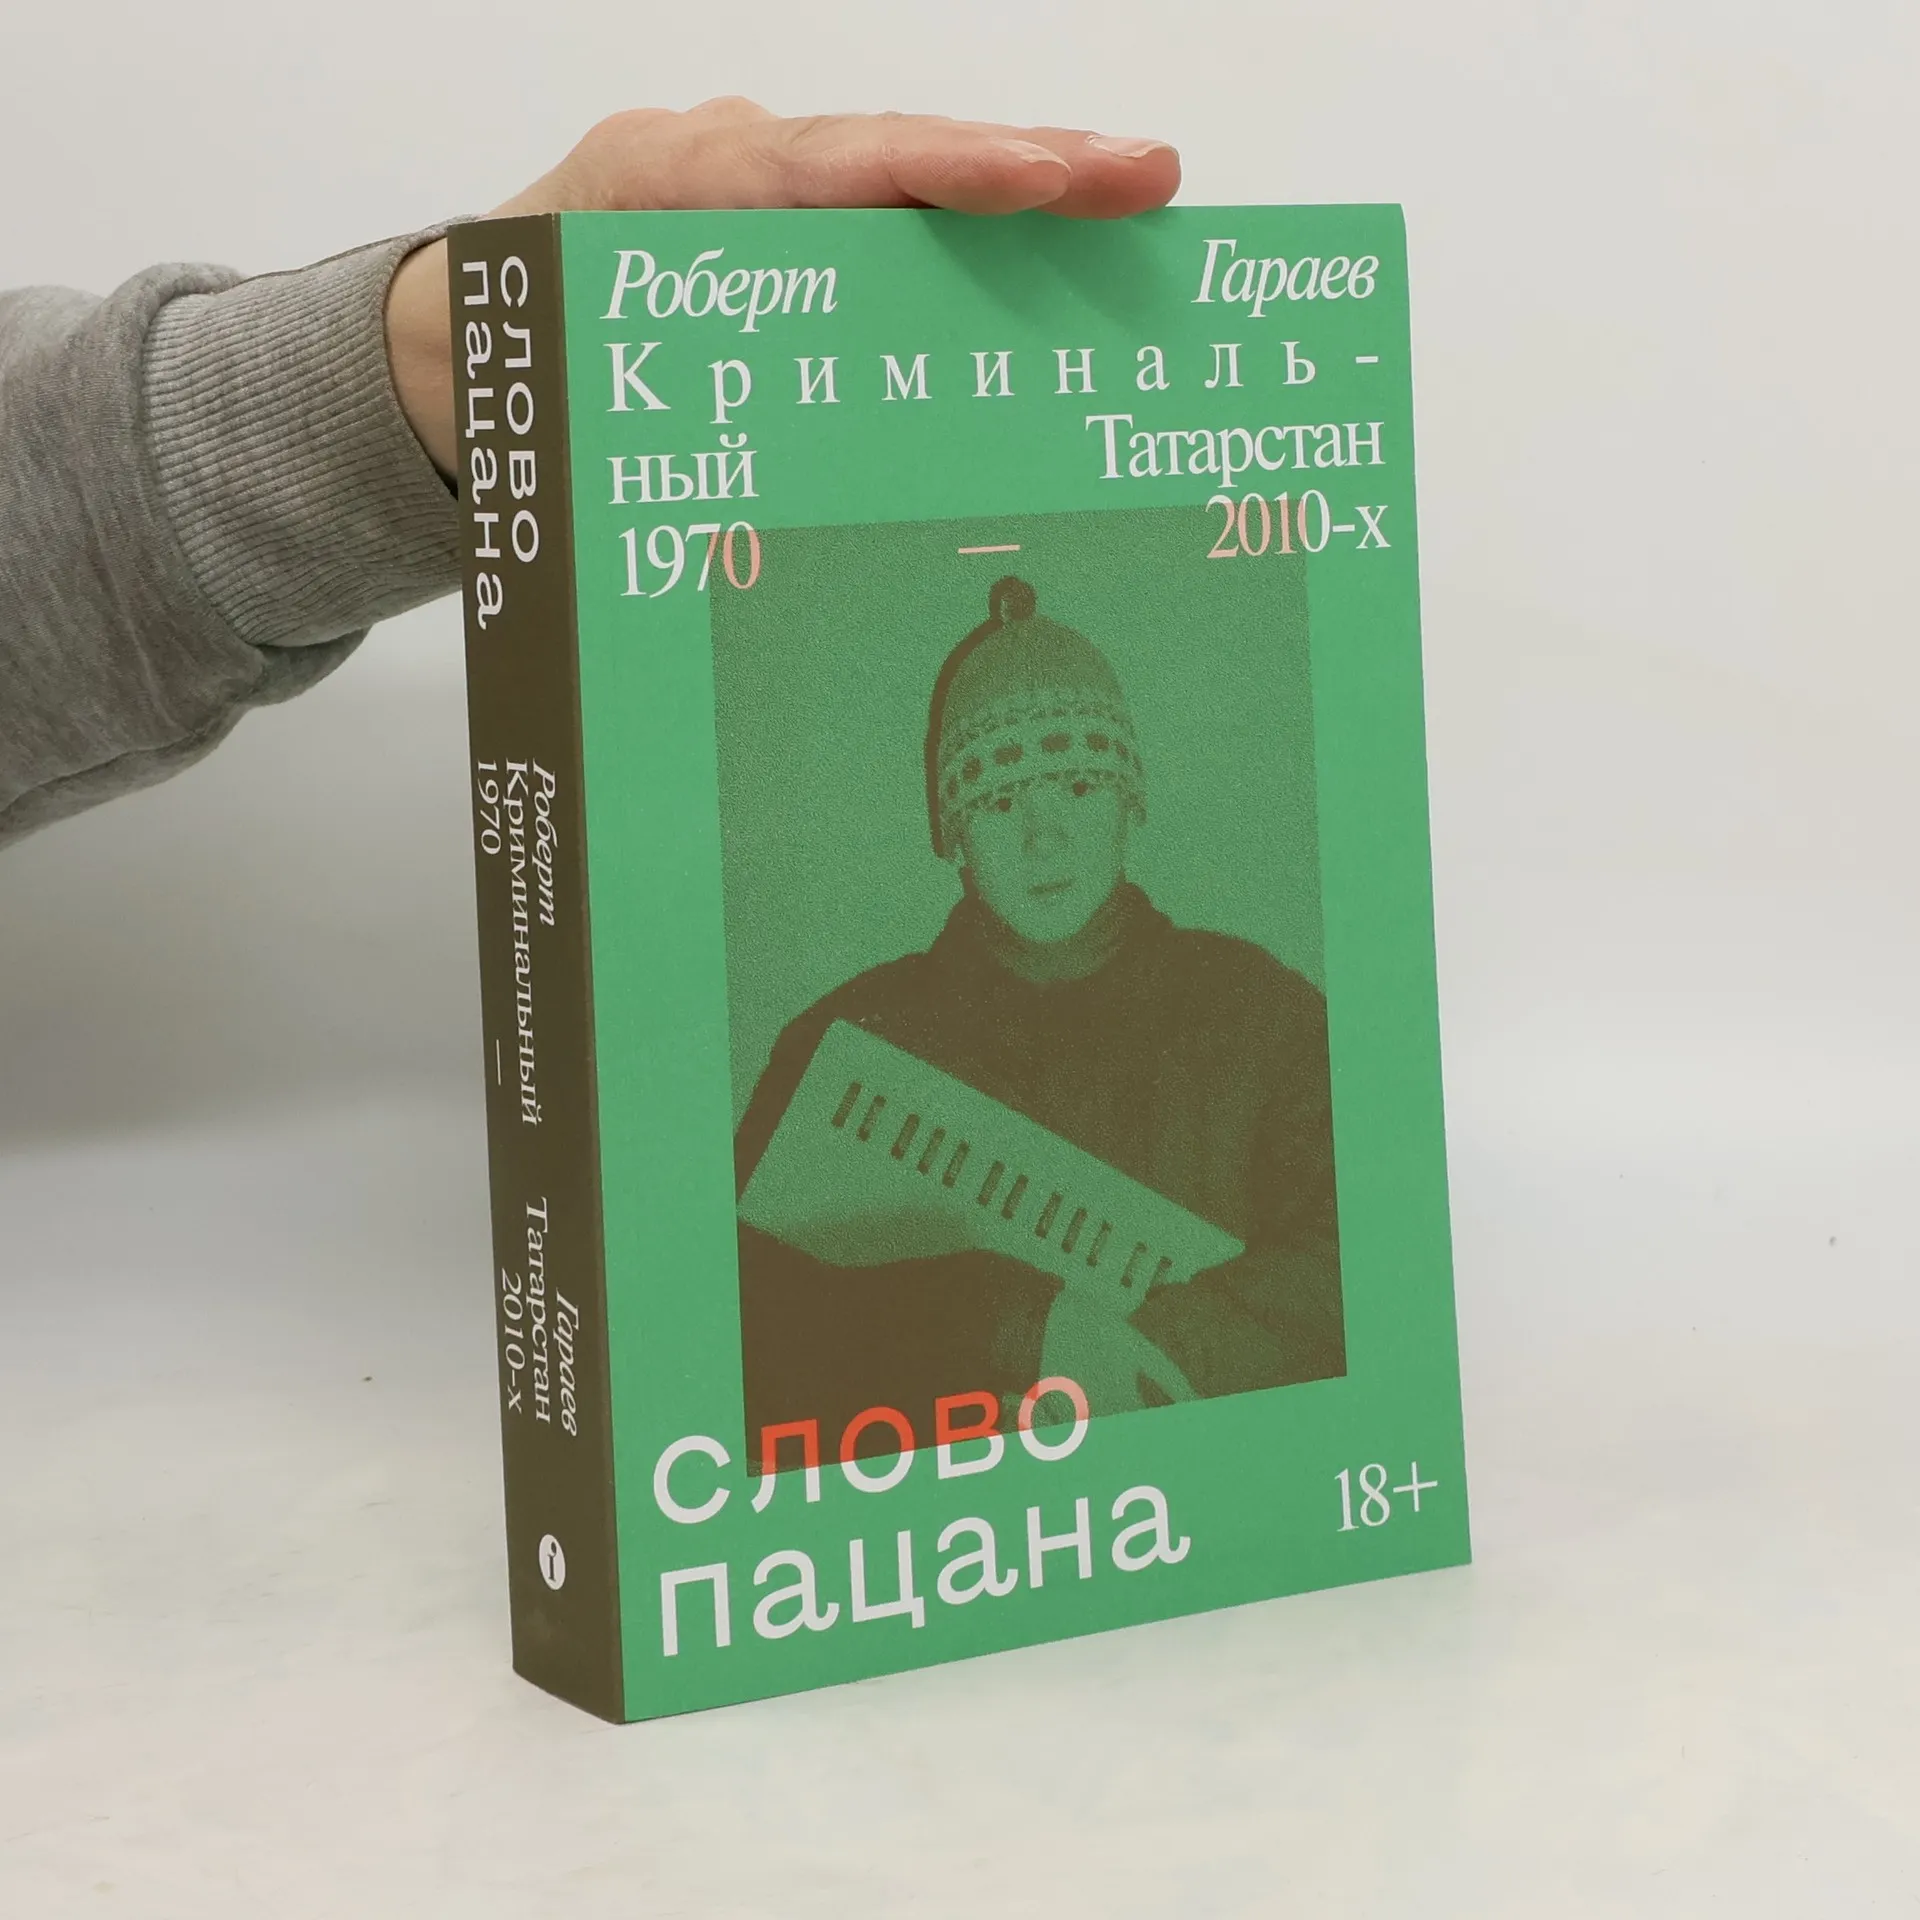 слово
пацана
Роберт Гараев
Криминальный Татарстан
1970 — 2010-х
Роберт Гараев
Криминаль-
ный Татарстан
1970 — 2010-х
слово
пацана
18+